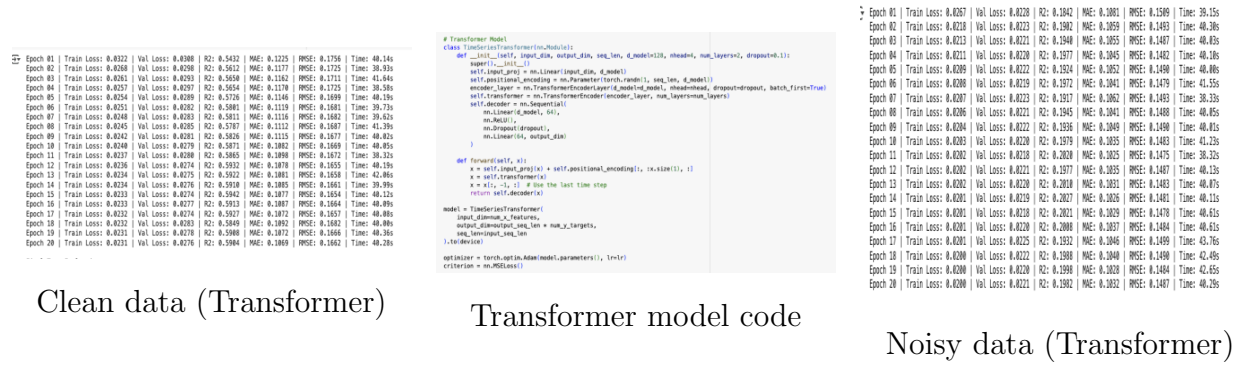 Epoch 01 | Train Loss: 0.0322 | Val Loss: 0.0308 | R2: 0.5432 | MAE: 0.1225 | RMSE: 0.1756 | Time: 40.14s
Epoch 02 | Train Loss: 0.0268 | Val Loss: 0.0298 | R2: 0.5612 | MAE: 0.1177 | RMSE: 0.1725 | Time: 38.93s
Epoch 03 | Train Loss: 0.0261 | Val Loss: 0.0293 | R2: 0.5650 | MAE: 0.1162 | RMSE: 0.1711 | Time: 41.64s
Epoch 04 | Train Loss: 0.0257 | Val Loss: 0.0297 | R2: 0.5654 | MAE: 0.1170 | RMSE: 0.1725 | Time: 38.58s
Epoch 05 | Train Loss: 0.0254 | Val Loss: 0.0289 | R2: 0.5726 | MAE: 0.1146 | RMSE: 0.1699 | Time: 40.19s
Epoch 06 | Train Loss: 0.0251 | Val Loss: 0.0282 | R2: 0.5801 | MAE: 0.1119 | RMSE: 0.1681 | Time: 39.73s
Epoch 07 | Train Loss: 0.0248 | Val Loss: 0.0283 | R2: 0.5811 | MAE: 0.1116 | RMSE: 0.1682 | Time: 39.62s
Epoch 08 | Train Loss: 0.0245 | Val Loss: 0.0285 | R2: 0.5787 | MAE: 0.1112 | RMSE: 0.1687 | Time: 41.39s
Epoch 09 | Train Loss: 0.0242 | Val Loss: 0.0281 | R2: 0.5826 | MAE: 0.1115 | RMSE: 0.1677 | Time: 40.02s
Epoch 10 | Train Loss: 0.0240 | Val Loss: 0.0279 | R2: 0.5871 | MAE: 0.1082 | RMSE: 0.1669 | Time: 40.05s
Epoch 11 | Train Loss: 0.0237 | Val Loss: 0.0280 | R2: 0.5865 | MAE: 0.1098 | RMSE: 0.1672 | Time: 38.32s
Epoch 12 | Train Loss: 0.0236 | Val Loss: 0.0274 | R2: 0.5932 | MAE: 0.1078 | RMSE: 0.1655 | Time: 40.19s
Epoch 13 | Train Loss: 0.0234 | Val Loss: 0.0275 | R2: 0.5922 | MAE: 0.1081 | RMSE: 0.1658 | Time: 42.06s
Epoch 14 | Train Loss: 0.0234 | Val Loss: 0.0276 | R2: 0.5910 | MAE: 0.1085 | RMSE: 0.1661 | Time: 39.99s
Epoch 15 | Train Loss: 0.0233 | Val Loss: 0.0274 | R2: 0.5942 | MAE: 0.1077 | RMSE: 0.1654 | Time: 40.12s
Epoch 16 | Train Loss: 0.0233 | Val Loss: 0.0277 | R2: 0.5913 | MAE: 0.1087 | RMSE: 0.1664 | Time: 40.09s
Epoch 17 | Train Loss: 0.0232 | Val Loss: 0.0274 | R2: 0.5927 | MAE: 0.1072 | RMSE: 0.1657 | Time: 40.08s
Epoch 18 | Train Loss: 0.0232 | Val Loss: 0.0283 | R2: 0.5849 | MAE: 0.1092 | RMSE: 0.1682 | Time: 40.00s
Epoch 19 | Train Loss: 0.0231 | Val Loss: 0.0278 | R2: 0.5908 | MAE: 0.1072 | RMSE: 0.1666 | Time: 40.36s
Epoch 20 | Train Loss: 0.0231 | Val Loss: 0.0276 | R2: 0.5904 | MAE: 0.1069 | RMSE: 0.1662 | Time: 40.28s
Clean data (Transformer)
# Transformer Model
class TimeSeriesTransformer(nn.Module):
def __init__(self, input_dim, output_dim, seq_len, d_model=128, nhead=4, num_layers=2, dropout=0.1):
super().__init__()
self.input_proj = nn.Linear(input_dim, d_model)
self.positional_encoding = nn.Parameter(torch.randn(1, seq_len, d_model))
encoder_layer = nn.TransformerEncoderLayer(d_model=d_model, nhead=nhead, dropout=dropout, batch_first=True)
self.transformer = nn.TransformerEncoder(encoder_layer, num_layers=num_layers)
self.decoder = nn.Sequential(
nn.Linear(d_model, 64),
nn.ReLU(),
nn.Dropout(dropout),
nn.Linear(64, output_dim)
)
def forward(self, x):
x = self.input_proj(x) + self.positional_encoding[:, :x.size(1), :]
x = self.transformer(x)
x = x[:, -1, :] # Use the last time step
return self.decoder(x)
model = TimeSeriesTransformer(
input_dim=num_x_features,
output_dim=output_seq_len * num_y_targets,
seq_len=input_seq_len
).to(device)
optimizer = torch.optim.Adam(model.parameters(), lr=lr)
criterion = nn.MSELoss()
Transformer model code
Epoch 01 | Train Loss: 0.0267 | Val Loss: 0.0228 | R2: 0.1842 | MAE: 0.1081 | RMSE: 0.1509 | Time: 39.15s
Epoch 02 | Train Loss: 0.0218 | Val Loss: 0.0223 | R2: 0.1902 | MAE: 0.1059 | RMSE: 0.1493 | Time: 40.30s
Epoch 03 | Train Loss: 0.0213 | Val Loss: 0.0221 | R2: 0.1940 | MAE: 0.1055 | RMSE: 0.1487 | Time: 40.03s
Epoch 04 | Train Loss: 0.0211 | Val Loss: 0.0220 | R2: 0.1977 | MAE: 0.1045 | RMSE: 0.1482 | Time: 40.10s
Epoch 05 | Train Loss: 0.0209 | Val Loss: 0.0222 | R2: 0.1924 | MAE: 0.1052 | RMSE: 0.1490 | Time: 40.00s
Epoch 06 | Train Loss: 0.0208 | Val Loss: 0.0219 | R2: 0.1972 | MAE: 0.1041 | RMSE: 0.1479 | Time: 41.55s
Epoch 07 | Train Loss: 0.0207 | Val Loss: 0.0223 | R2: 0.1917 | MAE: 0.1062 | RMSE: 0.1493 | Time: 38.33s
Epoch 08 | Train Loss: 0.0206 | Val Loss: 0.0221 | R2: 0.1945 | MAE: 0.1041 | RMSE: 0.1488 | Time: 40.05s
Epoch 09 | Train Loss: 0.0204 | Val Loss: 0.0222 | R2: 0.1936 | MAE: 0.1049 | RMSE: 0.1490 | Time: 40.01s
Epoch 10 | Train Loss: 0.0203 | Val Loss: 0.0220 | R2: 0.1979 | MAE: 0.1035 | RMSE: 0.1483 | Time: 41.23s
Epoch 11 | Train Loss: 0.0202 | Val Loss: 0.0218 | R2: 0.2020 | MAE: 0.1025 | RMSE: 0.1475 | Time: 38.32s
Epoch 12 | Train Loss: 0.0202 | Val Loss: 0.0221 | R2: 0.1977 | MAE: 0.1035 | RMSE: 0.1487 | Time: 40.13s
Epoch 13 | Train Loss: 0.0202 | Val Loss: 0.0220 | R2: 0.2010 | MAE: 0.1031 | RMSE: 0.1483 | Time: 40.07s
Epoch 14 | Train Loss: 0.0201 | Val Loss: 0.0219 | R2: 0.2027 | MAE: 0.1026 | RMSE: 0.1481 | Time: 40.11s
Epoch 15 | Train Loss: 0.0201 | Val Loss: 0.0218 | R2: 0.2021 | MAE: 0.1029 | RMSE: 0.1478 | Time: 40.61s
Epoch 16 | Train Loss: 0.0201 | Val Loss: 0.0220 | R2: 0.2008 | MAE: 0.1037 | RMSE: 0.1484 | Time: 40.61s
Epoch 17 | Train Loss: 0.0201 | Val Loss: 0.0225 | R2: 0.1932 | MAE: 0.1046 | RMSE: 0.1499 | Time: 43.76s
Epoch 18 | Train Loss: 0.0200 | Val Loss: 0.0222 | R2: 0.1988 | MAE: 0.1040 | RMSE: 0.1490 | Time: 42.49s
Epoch 19 | Train Loss: 0.0200 | Val Loss: 0.0220 | R2: 0.1998 | MAE: 0.1028 | RMSE: 0.1484 | Time: 42.65s
Epoch 20 | Train Loss: 0.0200 | Val Loss: 0.0221 | R2: 0.1982 | MAE: 0.1032 | RMSE: 0.1487 | Time: 40.29s
Noisy data (Transformer)